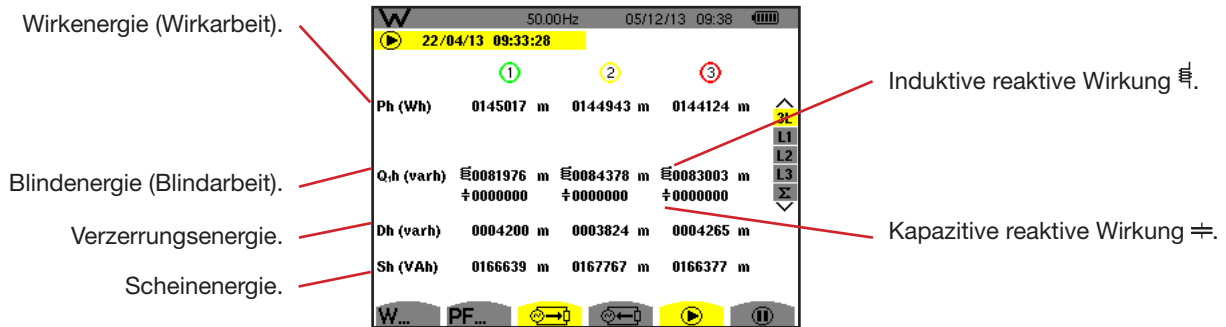 W 50.00Hz 05/12/13 09:38
22/04/13 09:33:28
1 2 3
Wirkenergie (Wirkarbeit).
Induktive reaktive Wirkung.
Ph (Wh) 0145017 m 0144943 m 0144124 m
3L
L1
L2
L3
Σ
Blindenergie (Blindarbeit).
Q₁h (varh) 0081976 m 0084378 m 0083003 m
0000000 0000000 0000000
Kapazitive reaktive Wirkung.
Verzerrungsenergie.
Dh (varh) 0004200 m 0003824 m 0004265 m
Scheinenergie.
Sh (VAh) 0166639 m 0167767 m 0166377 m
W... PF...